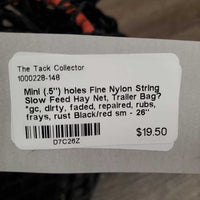 The Tack Collector
1000228-148
Mini (.5") holes Fine Nylon String
Slow Feed Hay Net, Trailer Bag?
*gc, dirty, faded, repaired, rubs,
frays, rust Black/red sm - 26"
$19.50
D7C26Z